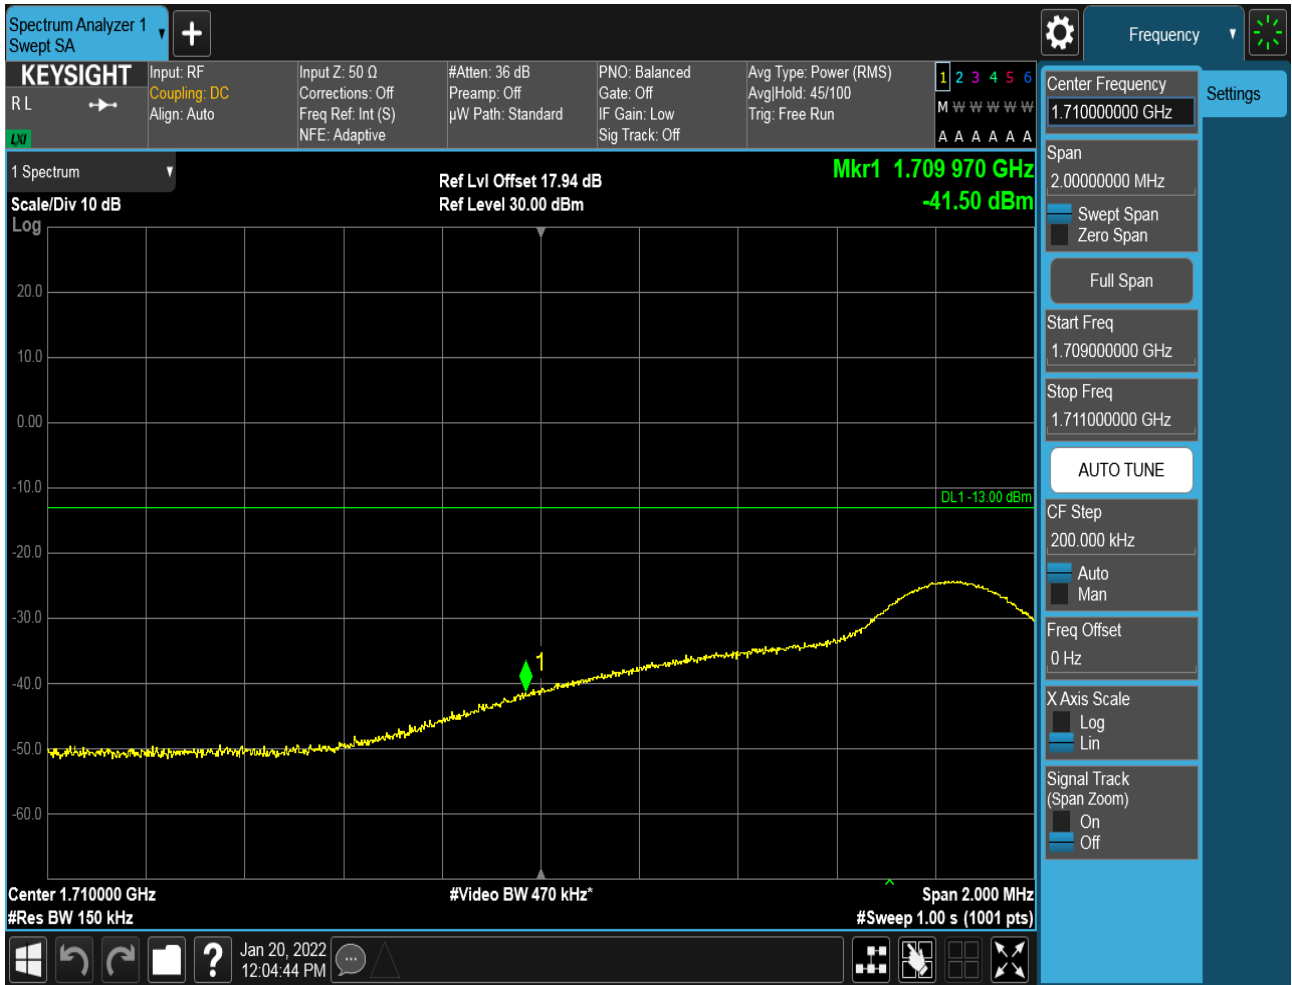 Spectrum Analyzer 1
Swept SA
Frequency
KEYSIGHT
R L
LXI
Input: RF
Coupling: DC
Align: Auto
Input Z: 50 Ω
Corrections: Off
Freq Ref: Int (S)
NFE: Adaptive
#Atten: 36 dB
Preamp: Off
µW Path: Standard
PNO: Balanced
Gate: Off
IF Gain: Low
Sig Track: Off
Avg Type: Power (RMS)
Avg|Hold: 45/100
Trig: Free Run
1 2 3 4 5 6
M W W W W W
A A A A A A
1 Spectrum
Scale/Div 10 dB
Log
Ref Lvl Offset 17.94 dB
Ref Level 30.00 dBm
Mkr1 1.709 970 GHz
-41.50 dBm
20.0
10.0
0.00
-10.0
DL1 -13.00 dBm
-20.0
-30.0
1
-40.0
-50.0
-60.0
Center 1.710000 GHz
#Res BW 150 kHz
#Video BW 470 kHz*
Span 2.000 MHz
#Sweep 1.00 s (1001 pts)
Jan 20, 2022
12:04:44 PM
?
Center Frequency
1.710000000 GHz
Settings
Span
2.00000000 MHz
Swept Span
Zero Span
Full Span
Start Freq
1.709000000 GHz
Stop Freq
1.711000000 GHz
AUTO TUNE
CF Step
200.000 kHz
Auto
Man
Freq Offset
0 Hz
X Axis Scale
Log
Lin
Signal Track
(Span Zoom)
On
Off